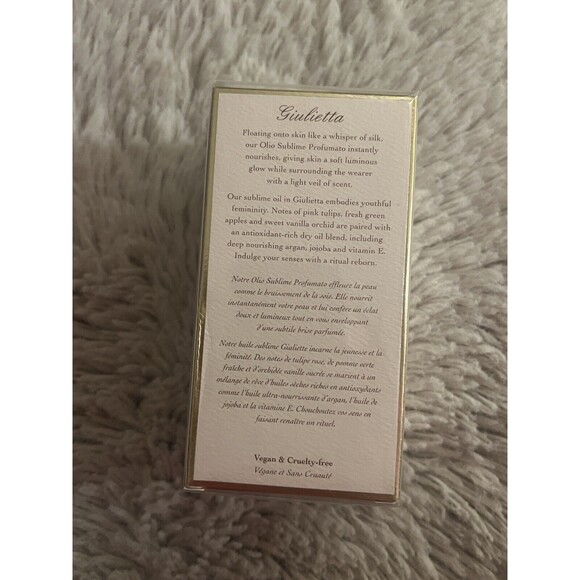 Giulietta
Floating onto skin like a whisper of silk,
our Olio Sublime Profumato instantly
nourishes, giving skin a soft luminous
glow while surrounding the wearer
with a light veil of scent.
Our sublime oil in Giulietta embodies youthful
femininity. Notes of pink tulips, fresh green
apples and sweet vanilla orchid are paired with
an antioxidant-rich dry oil blend, including
deep nourishing argan, jojoba and vitamin E.
Indulge your senses with a ritual reborn.
Notre Olio Sublime Profumato effleure la peau
comme le bruissement de la soie. Elle nourrit
instantanément votre peau et lui confère un éclat
doux et lumineux tout en vous enveloppant
d'une subtile brise parfumée.
Notre huile sublime Giuliette incarne la jeunesse et la
féminité. Des notes de tulipe rose, de pomme verte
fraîche et d'orchidée vanille sucrée se marient à un
mélange de rêve d'huiles sèches riches en antioxydants
comme l'huile ultra-nourrissante d'argan, l'huile de
jojoba et la vitamine E. Chouchoutez vos sens en
faisant renaître un rituel.
Vegan & Cruelty-free
Végane et Sans Cruauté